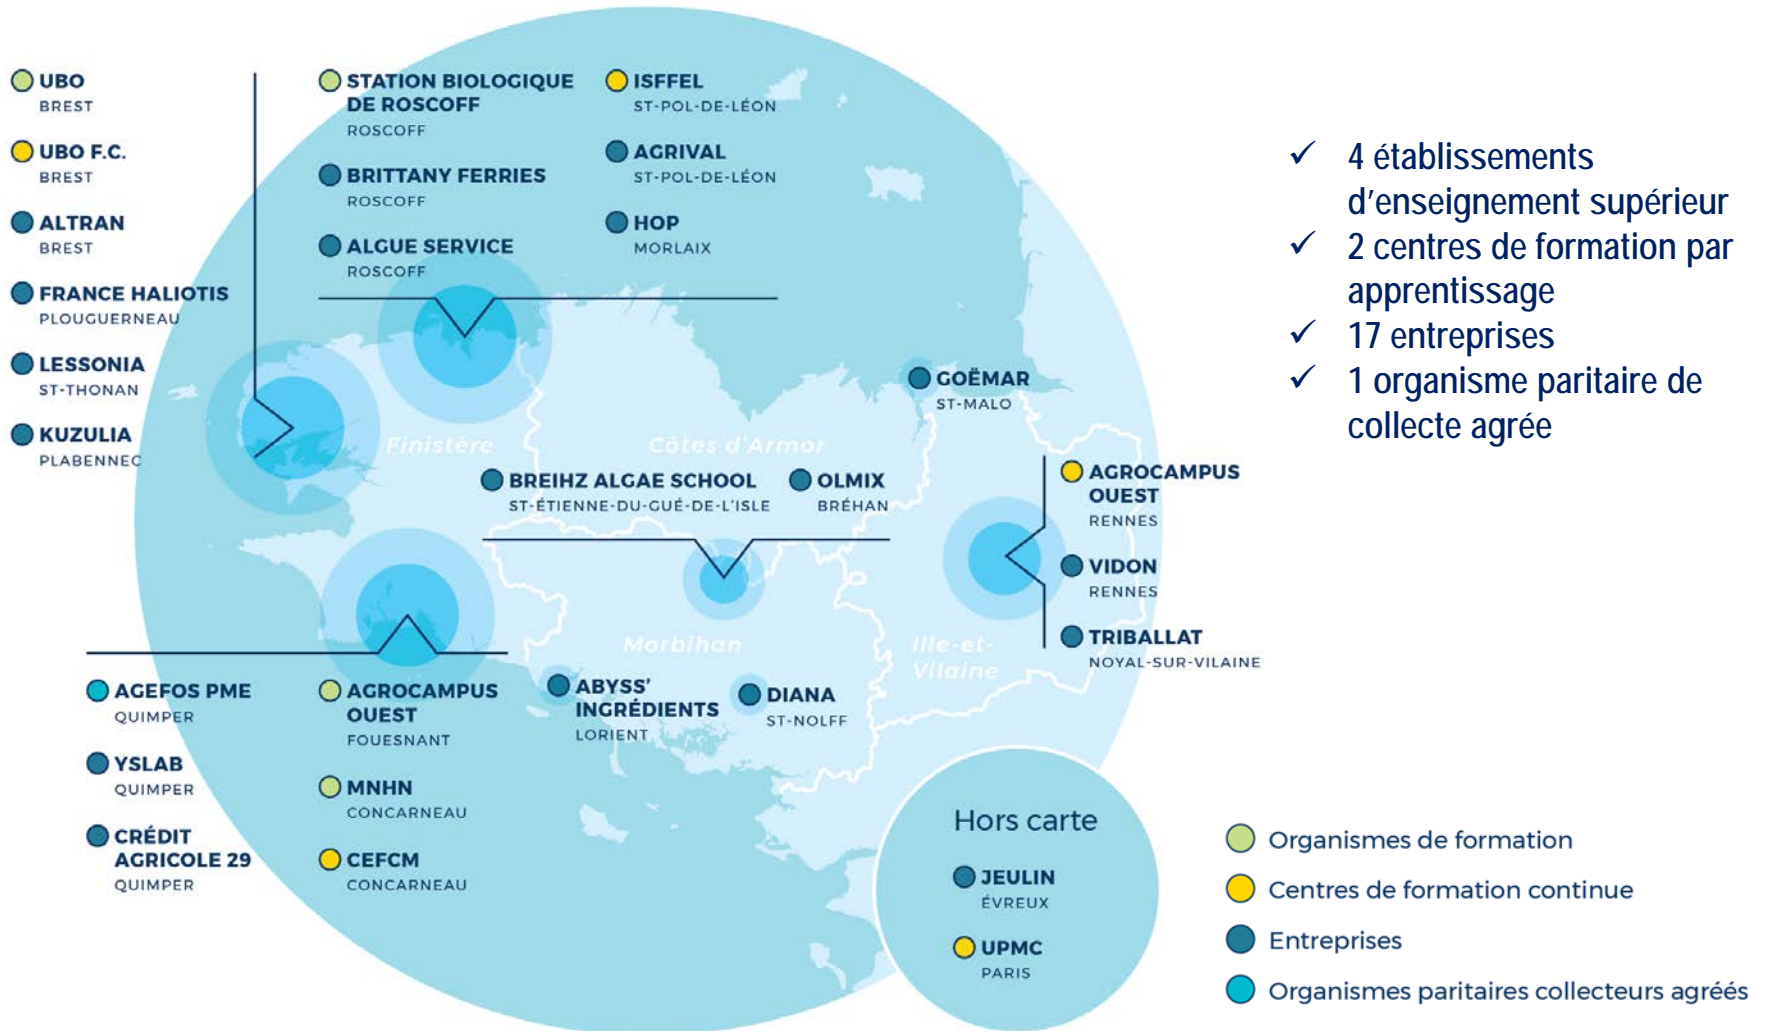 UBO
BREST
UBO F.C.
BREST
ALTRAN
BREST
FRANCE HALIOTIS
PLOUGUERNEAU
LESSONIA
ST-THONAN
KUZULIA
PLABENNEC
STATION BIOLOGIQUE
DE ROSCOFF
ROSCOFF
BRITTANY FERRIES
ROSCOFF
ALGUE SERVICE
ROSCOFF
ISFFEL
ST-POL-DE-LÉON
AGRIVAL
ST-POL-DE-LÉON
HOP
MORLAIX
✓ 4 établissements
d'enseignement supérieur
✓ 2 centres de formation par
apprentissage
✓ 17 entreprises
✓ 1 organisme paritaire de
collecte agrée
GOËMAR
ST-MALO
Finistère
Côtes d'Armor
BREIHZ ALGAE SCHOOL
ST-ÉTIENNE-DU-GUÉ-DE-L'ISLE
OLMIX
BRÉHAN
AGROCAMPUS
OUEST
RENNES
VIDON
RENNES
TRIBALLAT
NOYAL-SUR-VILAINE
Morbihan
Ille-et-
Vilaine
AGEFOS PME
QUIMPER
YSLAB
QUIMPER
CRÉDIT
AGRICOLE 29
QUIMPER
AGROCAMPUS
OUEST
FOUESNANT
MNHN
CONCARNEAU
CEFCM
CONCARNEAU
ABYSS'
INGRÉDIENTS
LORIENT
DIANA
ST-NOLFF
Hors carte
JEULIN
ÉVREUX
UPMC
PARIS
Organismes de formation
Centres de formation continue
Entreprises
Organismes paritaires collecteurs agréés